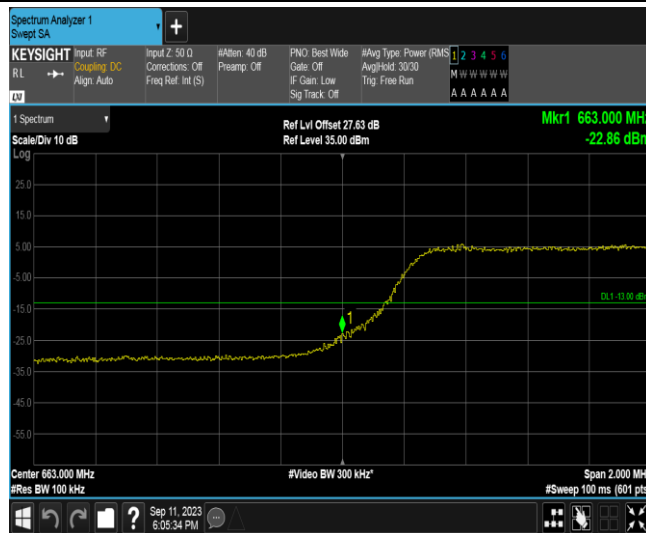 Spectrum Analyzer 1
Swept SA
+
KEYSIGHT
RL
LXI
Input: RF
Coupling: DC
Align: Auto
Input Z: 50 Ω
Corrections: Off
Freq Ref: Int (S)
#Atten: 40 dB
Preamp: Off
PNO: Best Wide
Gate: Off
IF Gain: Low
Sig Track: Off
#Avg Type: Power (RMS
Avg|Hold: 30/30
Trig: Free Run
1 2 3 4 5 6
M W W W W W
A A A A A A
1 Spectrum
Scale/Div 10 dB
Log
Ref Lvl Offset 27.63 dB
Ref Level 35.00 dBm
Mkr1 663.000 MHz
-22.86 dBm
25.0
15.0
5.00
-5.00
-15.0
-25.0
-35.0
-45.0
-55.0
DL1 -13.00 dBm
1
Center 663.000 MHz
#Res BW 100 kHz
#Video BW 300 kHz*
Span 2.000 MHz
#Sweep 100 ms (601 pts)
?
Sep 11, 2023
6:05:34 PM